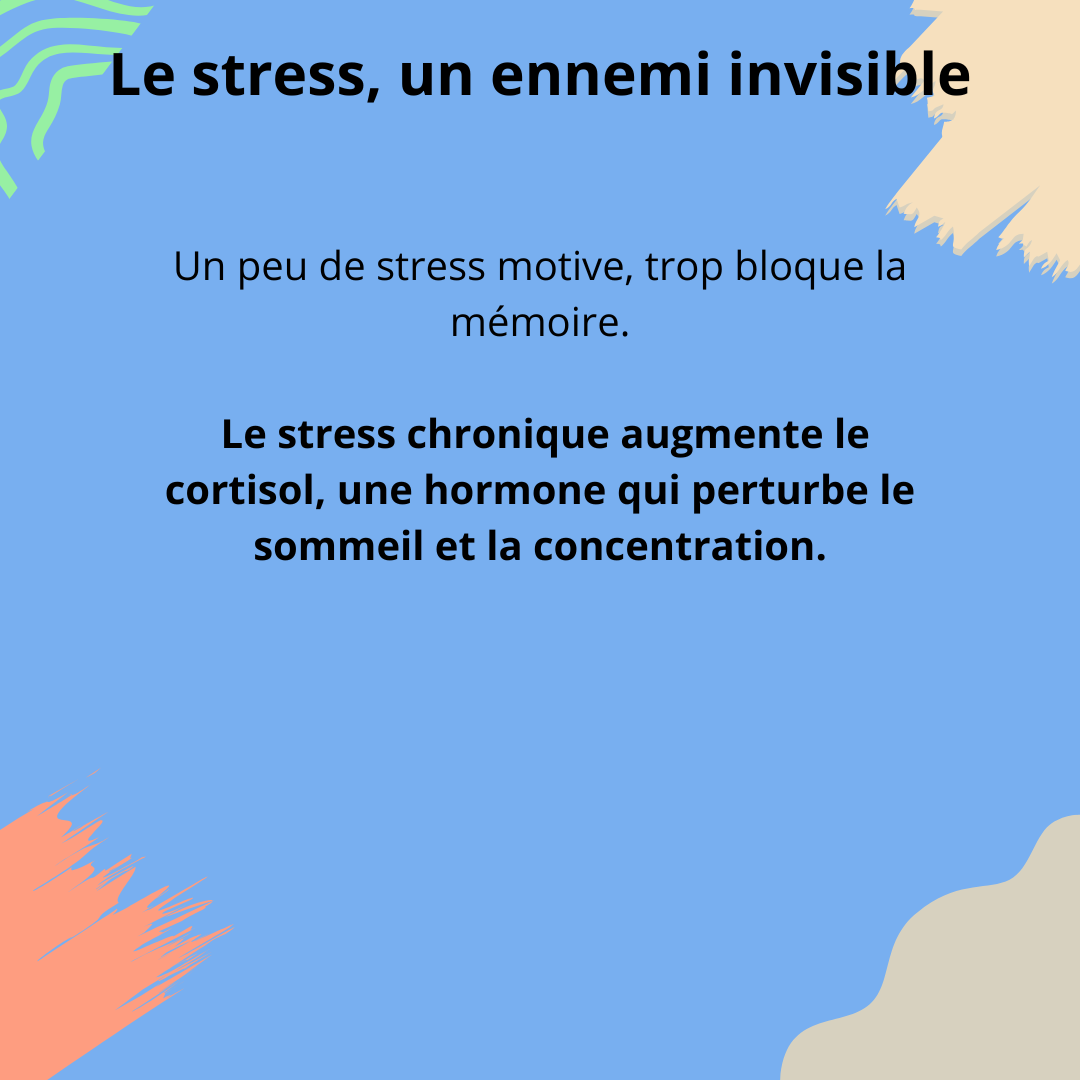 Le stress, un ennemi invisible
Un peu de stress motive, trop bloque la
mémoire.
Le stress chronique augmente le
cortisol, une hormone qui perturbe le
sommeil et la concentration.